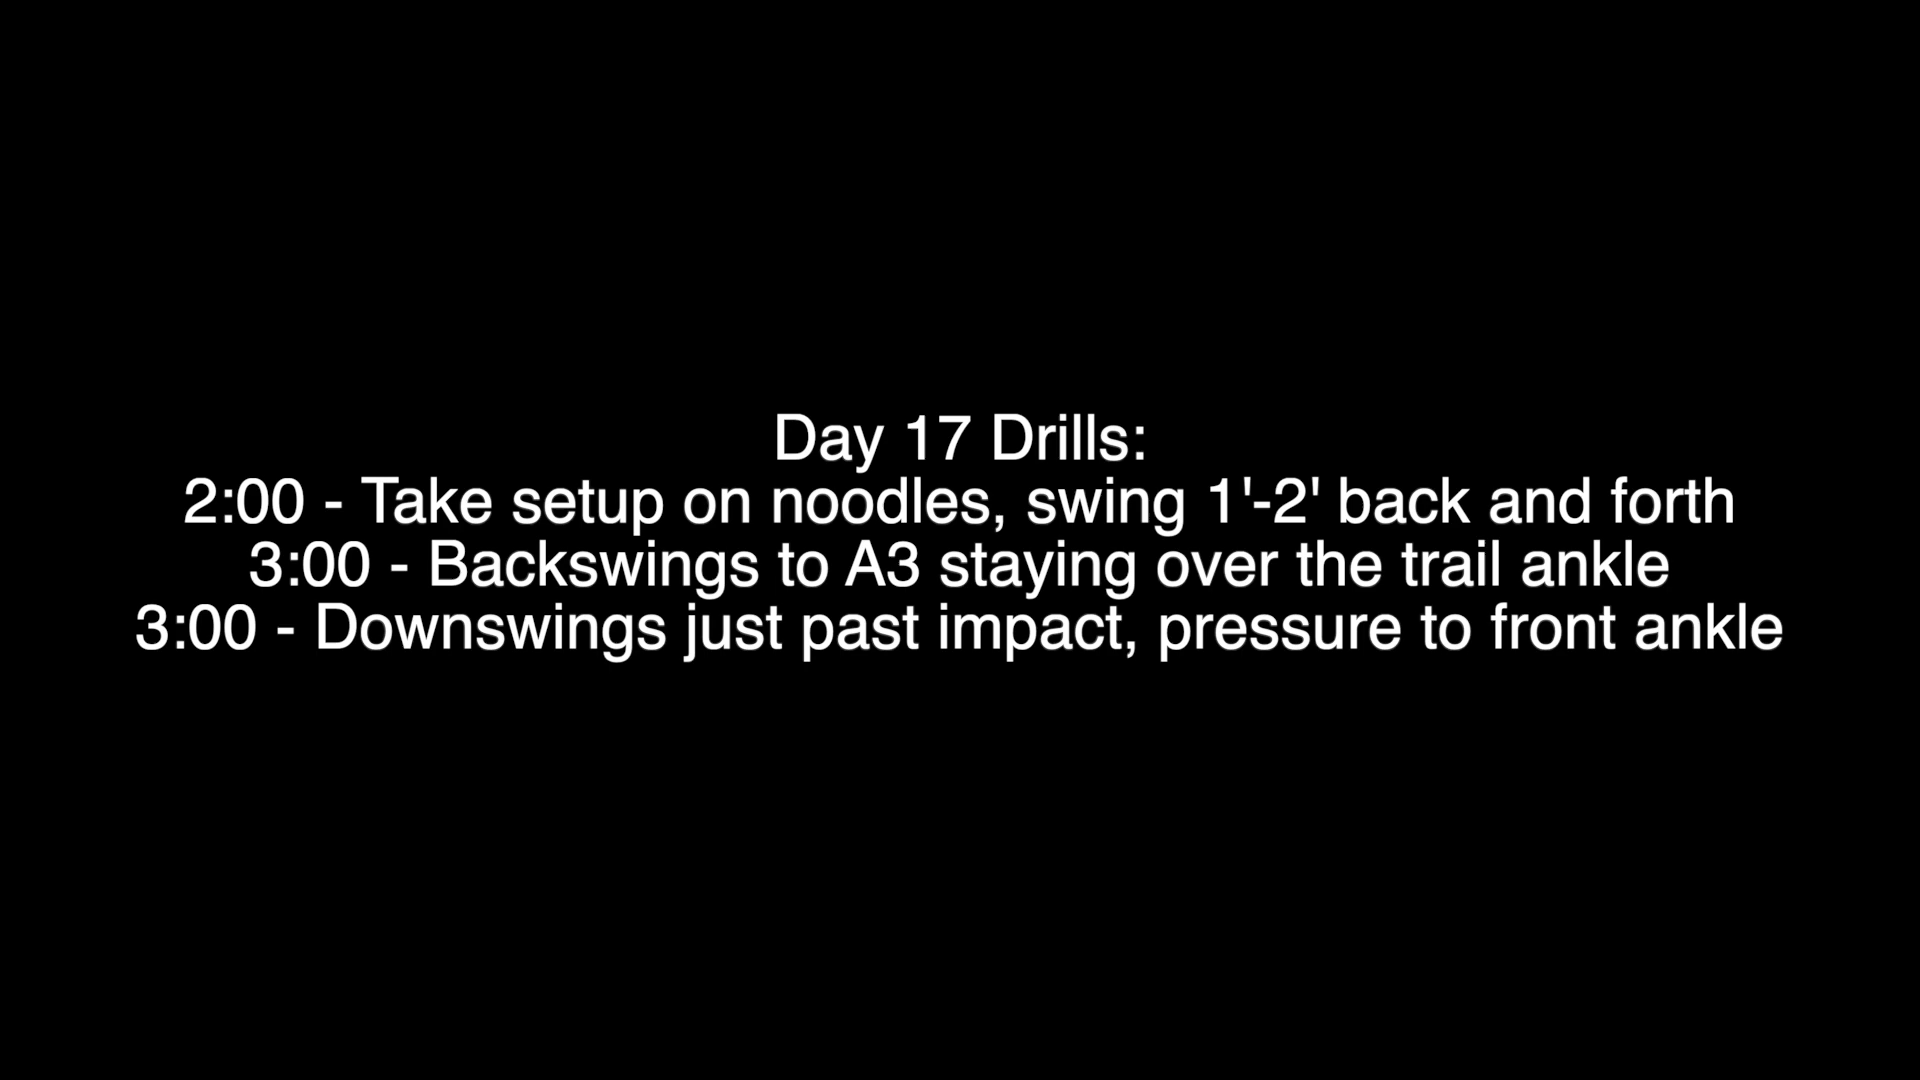 Day 17 Drills:
2:00 - Take setup on noodles, swing 1'-2' back and forth
3:00 - Backswings to A3 staying over the trail ankle
3:00 - Downswings just past impact, pressure to front ankle